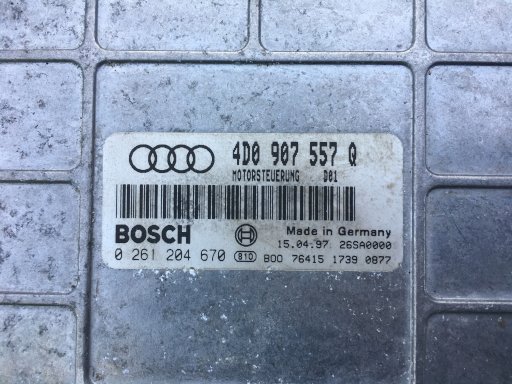 4D0 907 557 Q
MOTORSTEUERUNG D01
BOSCH Made in Germany
15.04.97 26SA0000
0 261 204 670 810 B00 76415 1739 0877